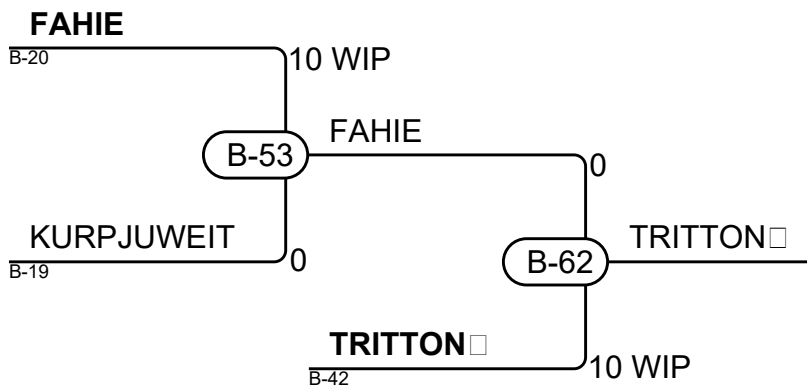 FAHIE
B-20
10 WIP
B-53
FAHIE
0
KURPJUWEIT
B-19
0
B-62
TRITTON□
TRITTON□
B-42
10 WIP